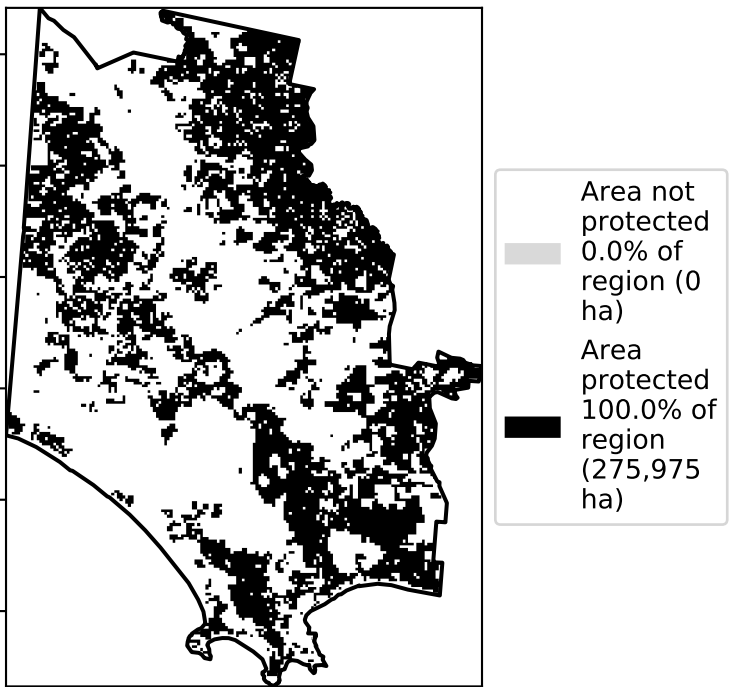 Area not
protected
0.0% of
region (0
ha)
Area
protected
100.0% of
region
(275,975
ha)